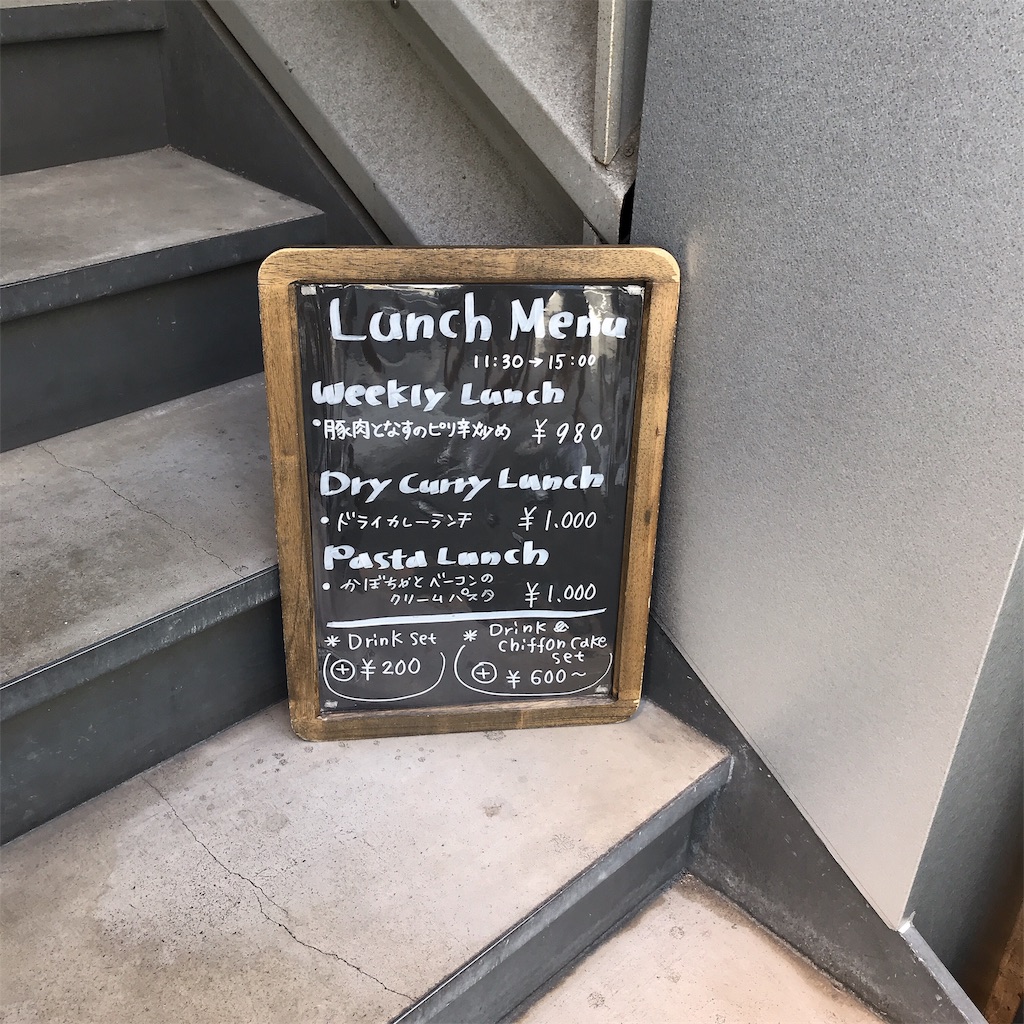 Lunch Menu
11:30→15:00
Weekly Lunch
•豚肉となすのピリ辛炒め ¥980
Dry Curry Lunch
•ドライカレーランチ ¥1.000
Pasta Lunch
•かぼちゃとベーコンの
クリームパスタ ¥1.000
* Drink Set
⊕¥200
* Drink &
Chiffon Cake
Set
⊕¥600~